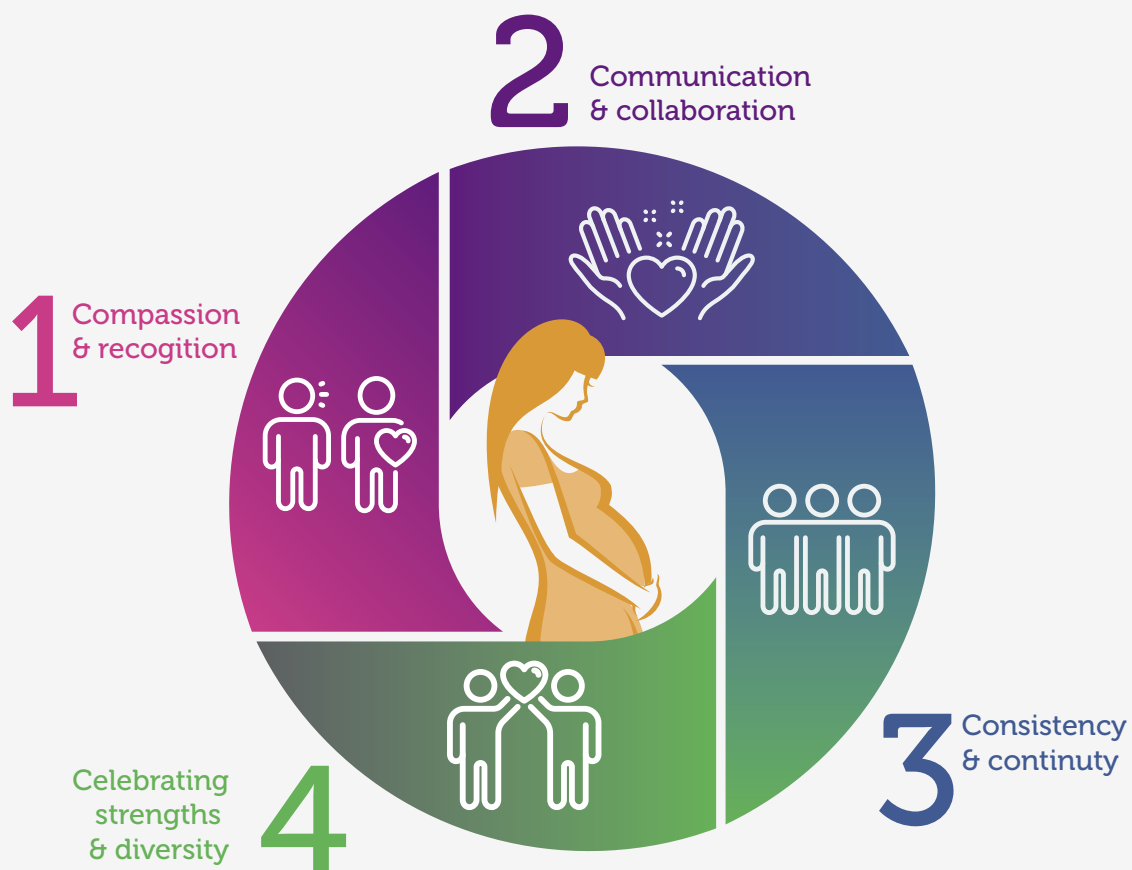 1
Compassion
& recogition
2
Communication
& collaboration
3
Consistency
& continuty
4
Celebrating
strengths
& diversity